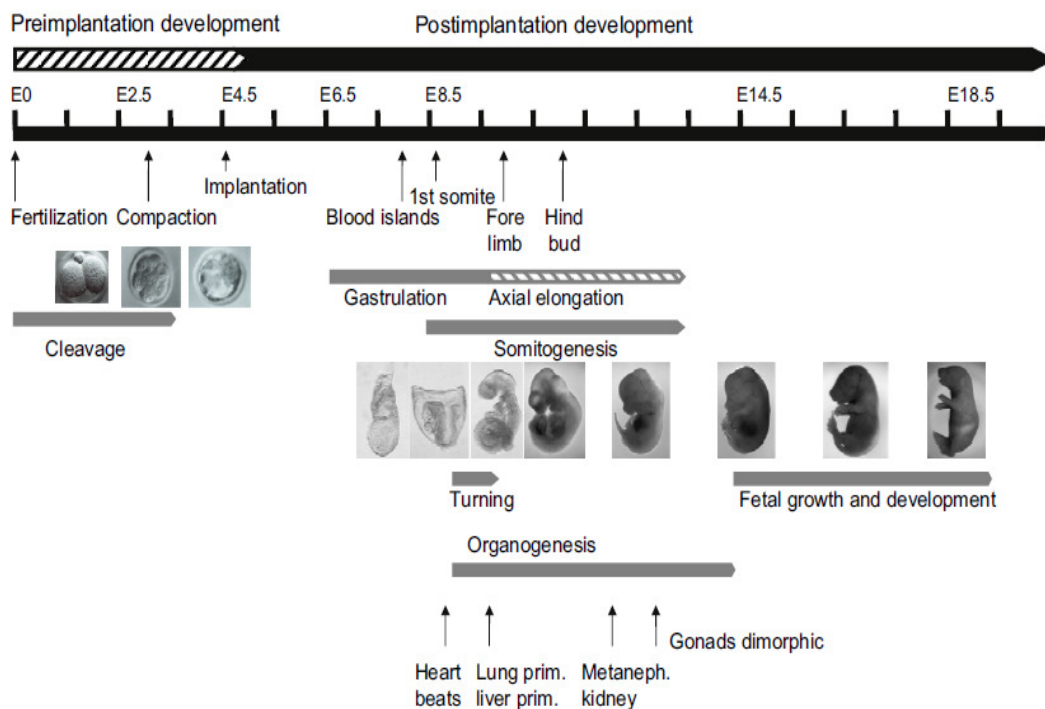 Preimplantation development
Postimplantation development
E0 E2.5 E4.5 E6.5 E8.5 E14.5 E18.5
Implantation
1st somite
Fertilization Compaction
Blood islands
Fore
limb
Hind
bud
Gastrulation
Axial elongation
Cleavage
Somitogenesis
Turning
Fetal growth and development
Organogenesis
Gonads dimorphic
Heart
beats
Lung prim.
liver prim.
Metaneph.
kidney